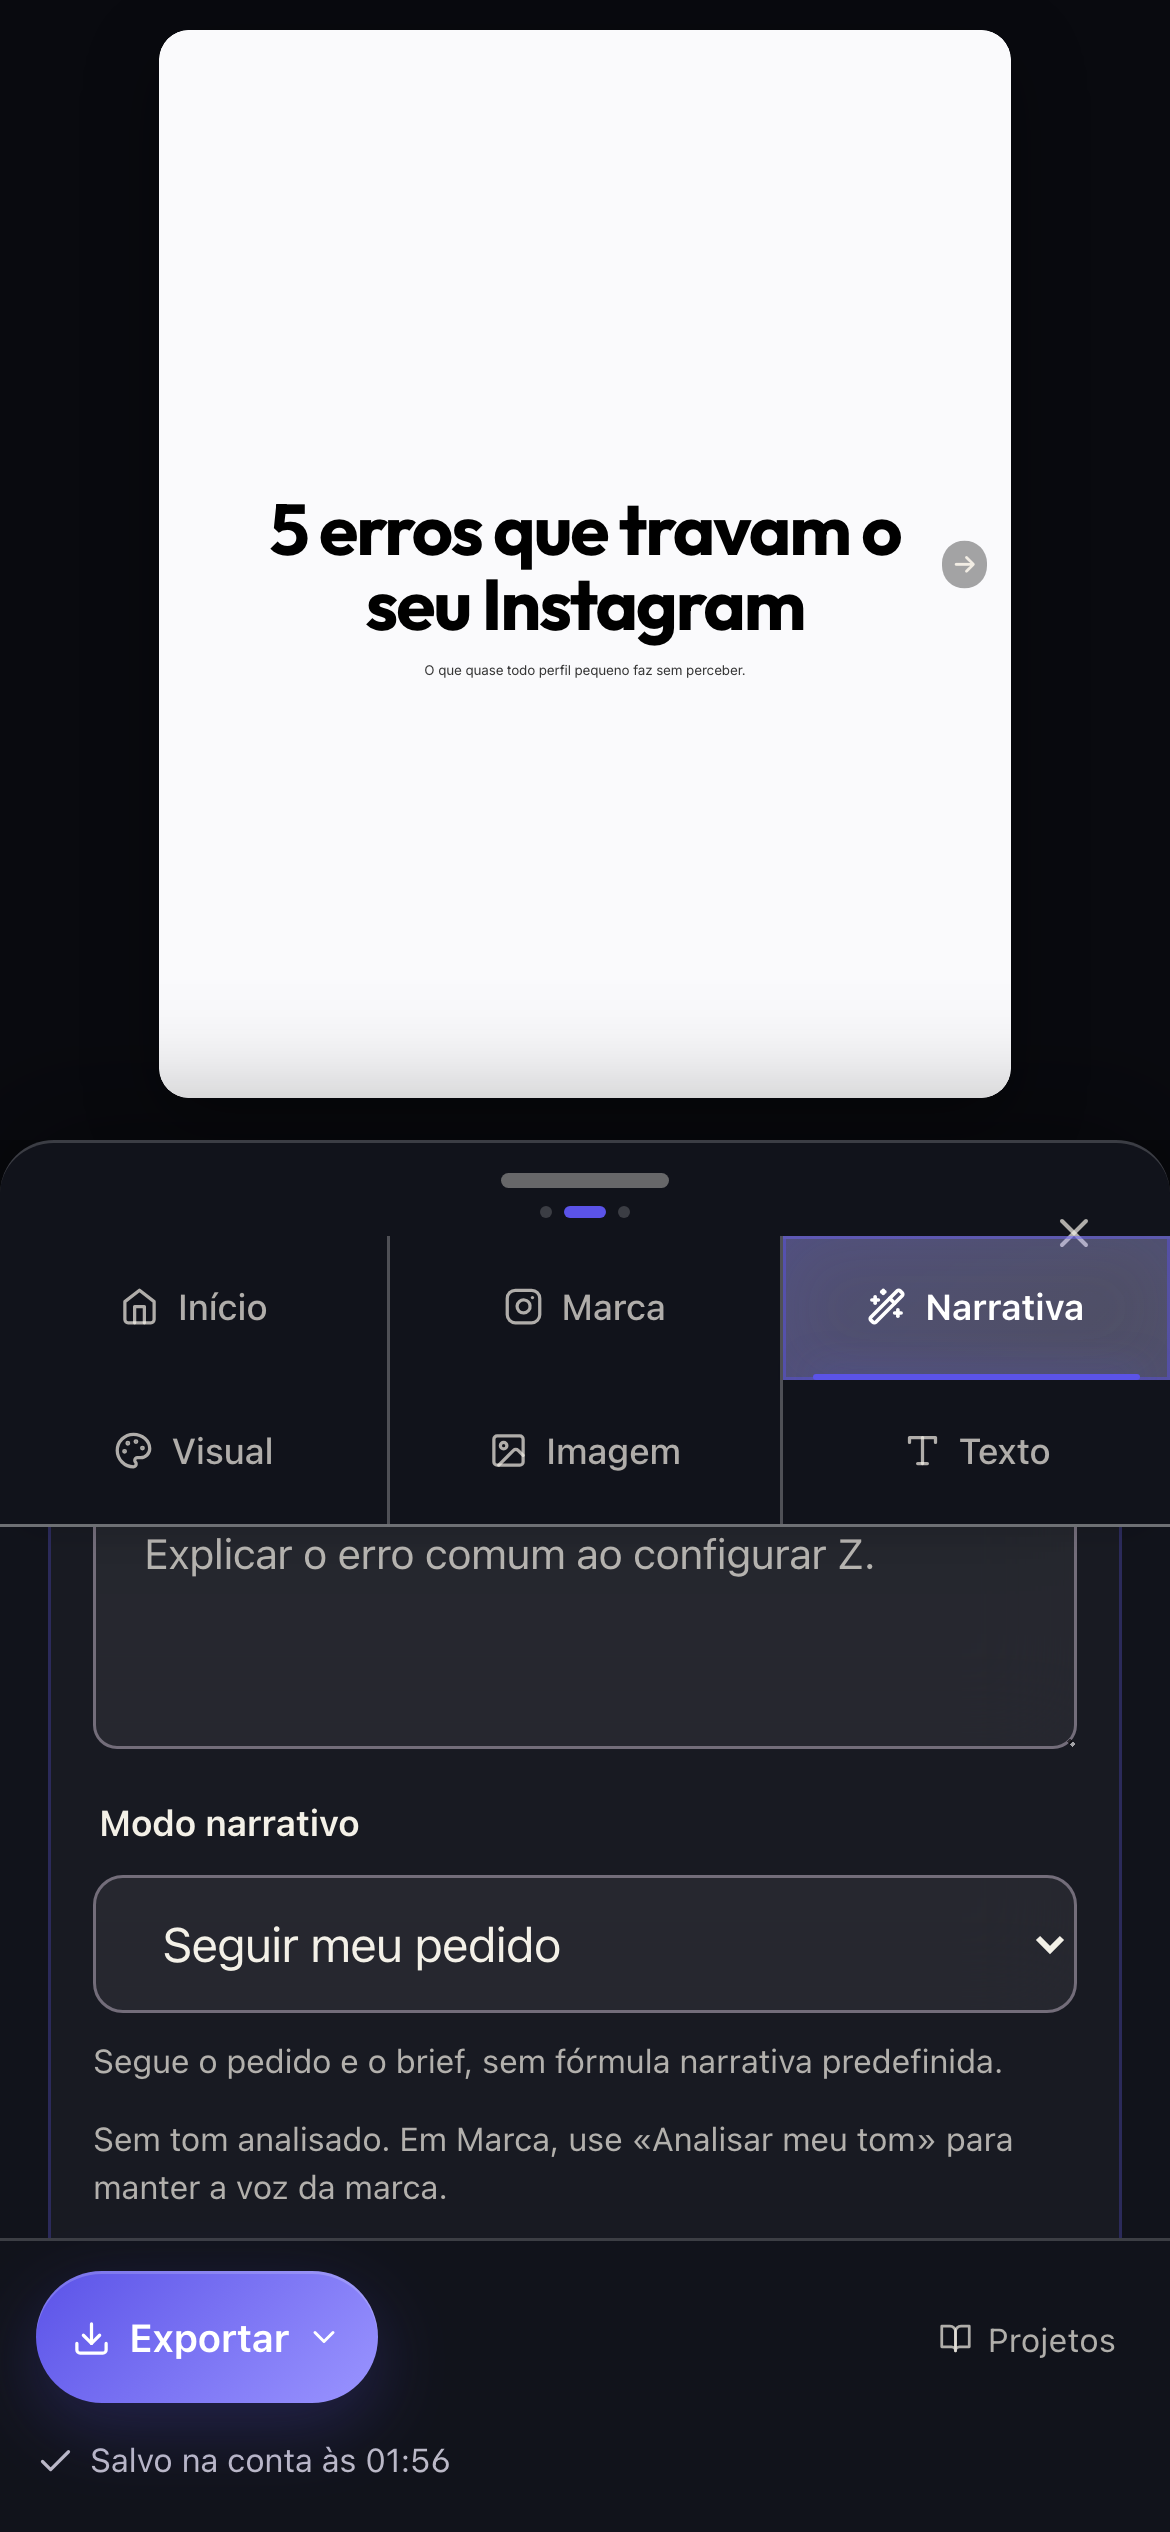 5 erros que travam o
seu Instagram
O que quase todo perfil pequeno faz sem perceber.
Início
Marca
Narrativa
Visual
Imagem
Texto
Explicar o erro comum ao configurar Z.
Modo narrativo
Seguir meu pedido
Segue o pedido e o brief, sem fórmula narrativa predefinida.
Sem tom analisado. Em Marca, use «Analisar meu tom» para
manter a voz da marca.
Exportar
Projetos
Salvo na conta às 01:56